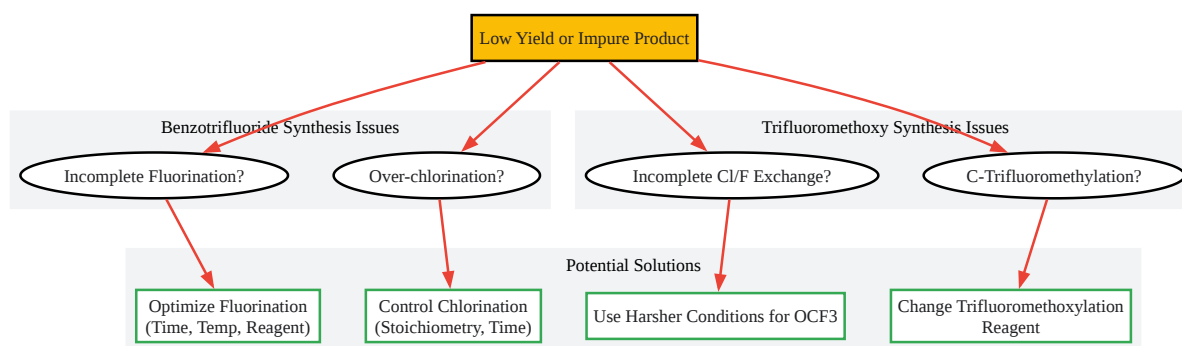 Low Yield or Impure Product
Benzotrifluoride Synthesis Issues
Trifluoromethoxy Synthesis Issues
Incomplete Fluorination?
Over-chlorination?
Incomplete Cl/F Exchange?
C-Trifluoromethylation?
Potential Solutions
Optimize Fluorination
(Time, Temp, Reagent)
Control Chlorination
(Stoichiometry, Time)
Use Harsher Conditions for OCF3
Change Trifluoromethoxylation
Reagent